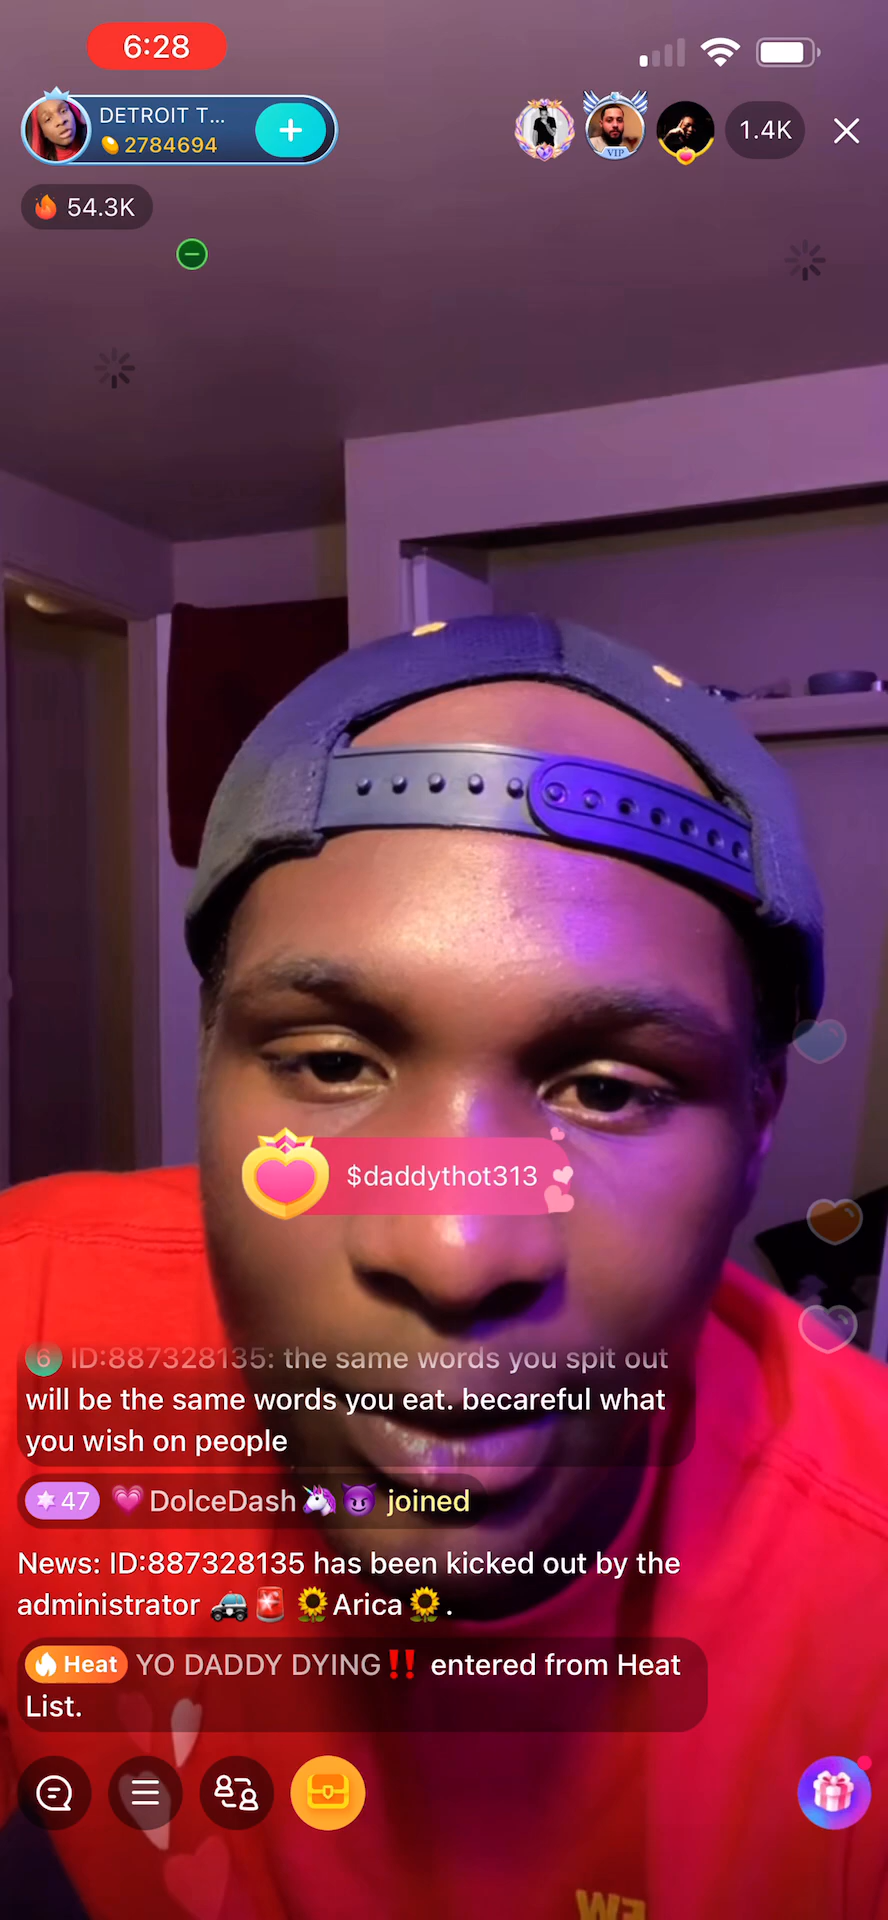 6:28
DETROIT T...
2784694
VIP
1.4K
54.3K
$daddythot313
6 ID:887328135: the same words you spit out
will be the same words you eat. becareful what
you wish on people
47 💗DolceDash🦄😈 joined
News: ID:887328135 has been kicked out by the
administrator 🚓🚨 🌻Arica🌻.
Heat YO DADDY DYING‼️ entered from Heat
List.